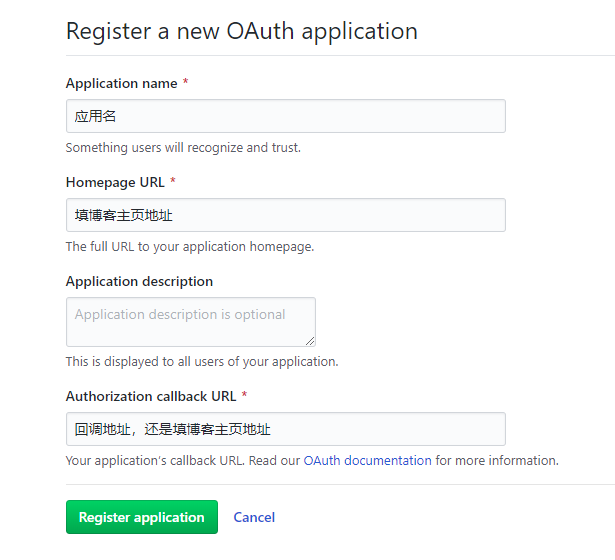 Register a new OAuth application
Application name *
应用名
Something users will recognize and trust.
Homepage URL *
填博客主页地址
The full URL to your application homepage.
Application description
Application description is optional
This is displayed to all users of your application.
Authorization callback URL *
回调地址，还是填博客主页地址
Your application's callback URL. Read our OAuth documentation for more information.
Register application Cancel